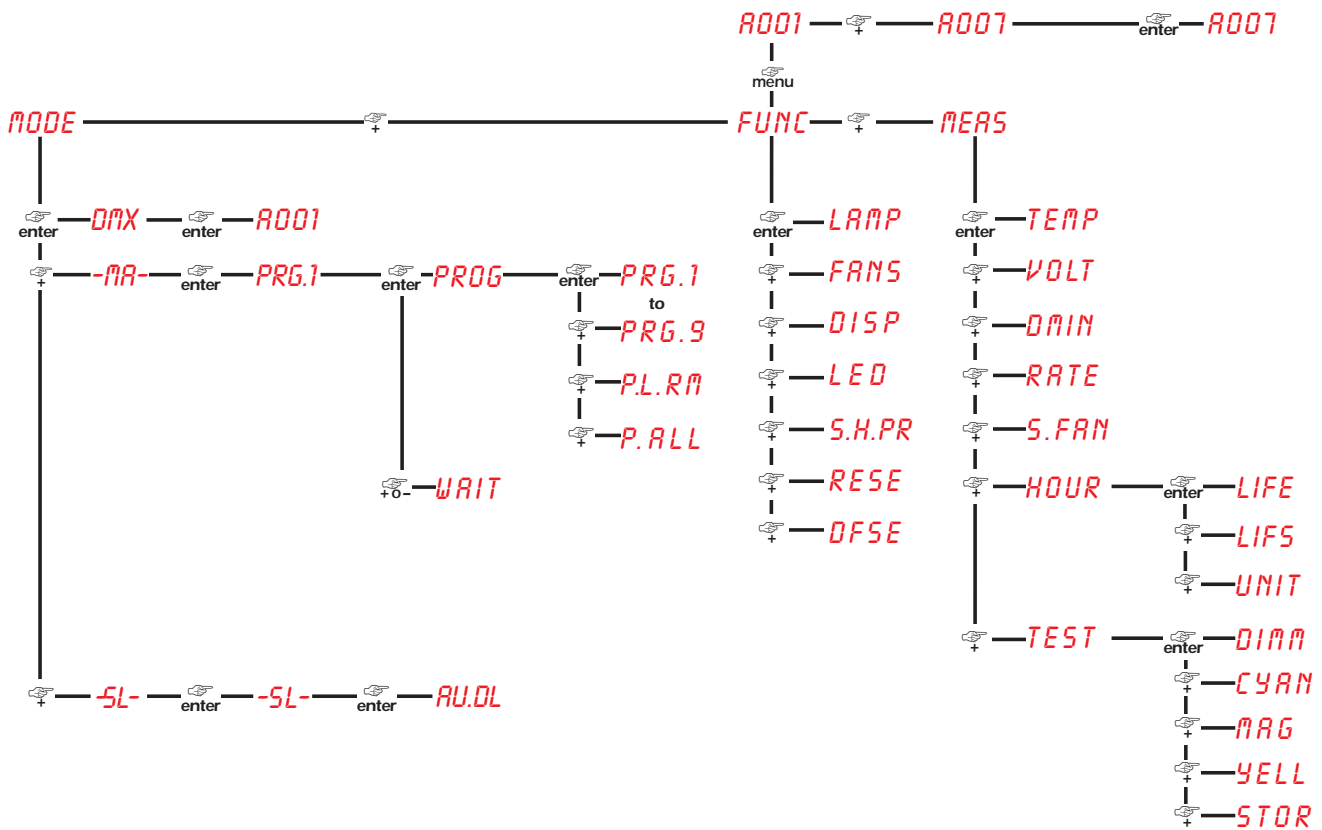 A001 + A007 enter A007
menu
MODE + FUNC + MEAS
enter DMX enter A001 enter LAMP enter TEMP
+ -MA- enter PRG.1 enter PROG enter PRG.1 + FANS + VOLT
to
+ PRG.9 + DISP + DMIN
+ P.L.RM + LED + RATE
+ P.ALL + S.H.PR + S.FAN
+o- WAIT + RESE + HOUR enter LIFE
+ DFSE + LIFS
+ UNIT
+ TEST enter DIMM
+ -SL- enter -SL- enter AU.DL + CYAN
+ MAG
+ YELL
+ STOR